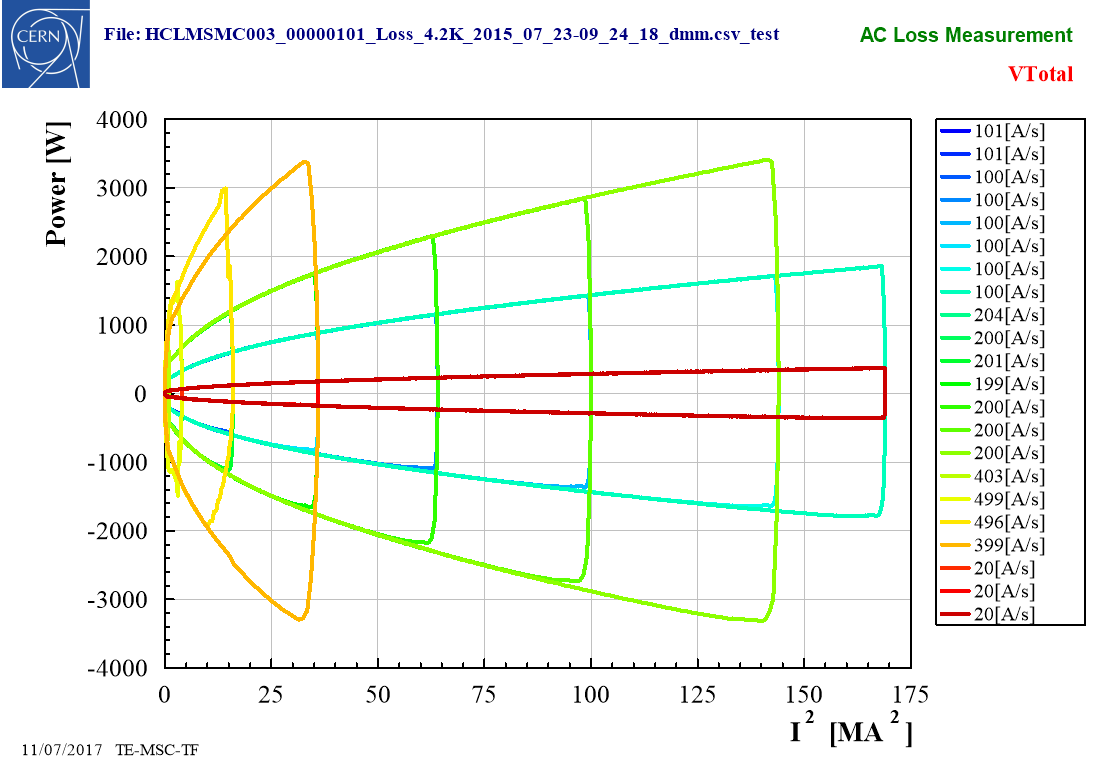 CERN
File: HCLMSMC003_00000101_Loss_4.2K_2015_07_23-09_24_18_dmm.csv_test
AC Loss Measurement
VTotal
Power [W]
4000
3000
2000
1000
0
-1000
-2000
-3000
-4000
0 25 50 75 100 125 150 175
I² [MA²]
101[A/s]
101[A/s]
100[A/s]
100[A/s]
100[A/s]
100[A/s]
100[A/s]
100[A/s]
204[A/s]
200[A/s]
201[A/s]
199[A/s]
200[A/s]
200[A/s]
200[A/s]
403[A/s]
499[A/s]
496[A/s]
399[A/s]
20[A/s]
20[A/s]
20[A/s]
11/07/2017 TE-MSC-TF